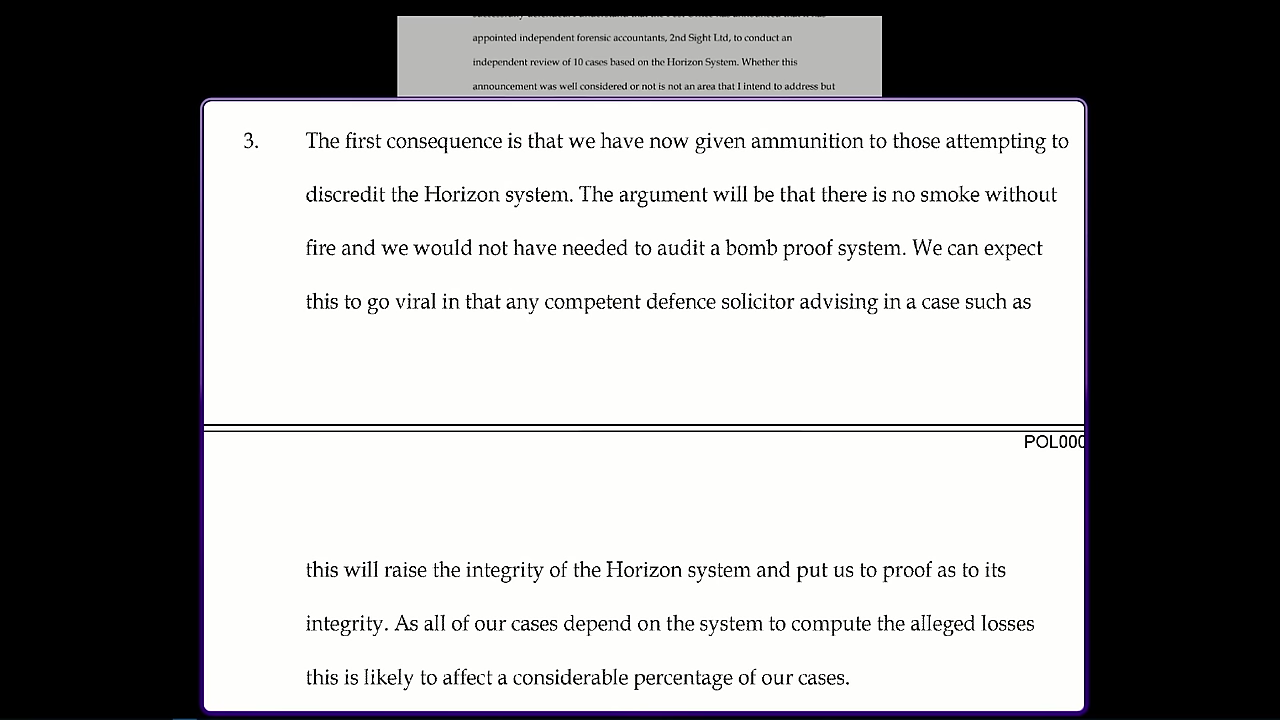 appointed independent forensic accountants, 2nd Sight Ltd, to conduct an
independent review of 10 cases based on the Horizon System. Whether this
announcement was well considered or not is not an area that I intend to address but
3. The first consequence is that we have now given ammunition to those attempting to
discredit the Horizon system. The argument will be that there is no smoke without
fire and we would not have needed to audit a bomb proof system. We can expect
this to go viral in that any competent defence solicitor advising in a case such as
POL000
this will raise the integrity of the Horizon system and put us to proof as to its
integrity. As all of our cases depend on the system to compute the alleged losses
this is likely to affect a considerable percentage of our cases.